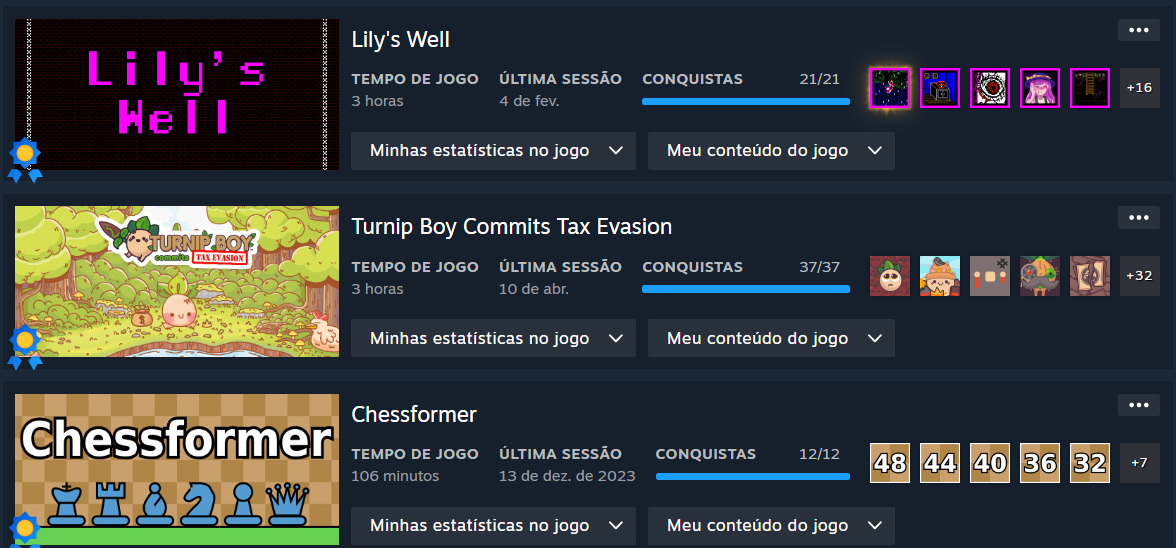 Lily's
Well
Lily's Well
•••
TEMPO DE JOGO ÚLTIMA SESSÃO CONQUISTAS 21/21
3 horas 4 de fev.
+16
Minhas estatísticas no jogo Meu conteúdo do jogo
TURNIP BOY
commits TAX EVASION
Turnip Boy Commits Tax Evasion
•••
TEMPO DE JOGO ÚLTIMA SESSÃO CONQUISTAS 37/37
3 horas 10 de abr.
+32
Minhas estatísticas no jogo Meu conteúdo do jogo
Chessformer
Chessformer
•••
TEMPO DE JOGO ÚLTIMA SESSÃO CONQUISTAS 12/12
106 minutos 13 de dez. de 2023
48 44 40 36 32 +7
Minhas estatísticas no jogo Meu conteúdo do jogo